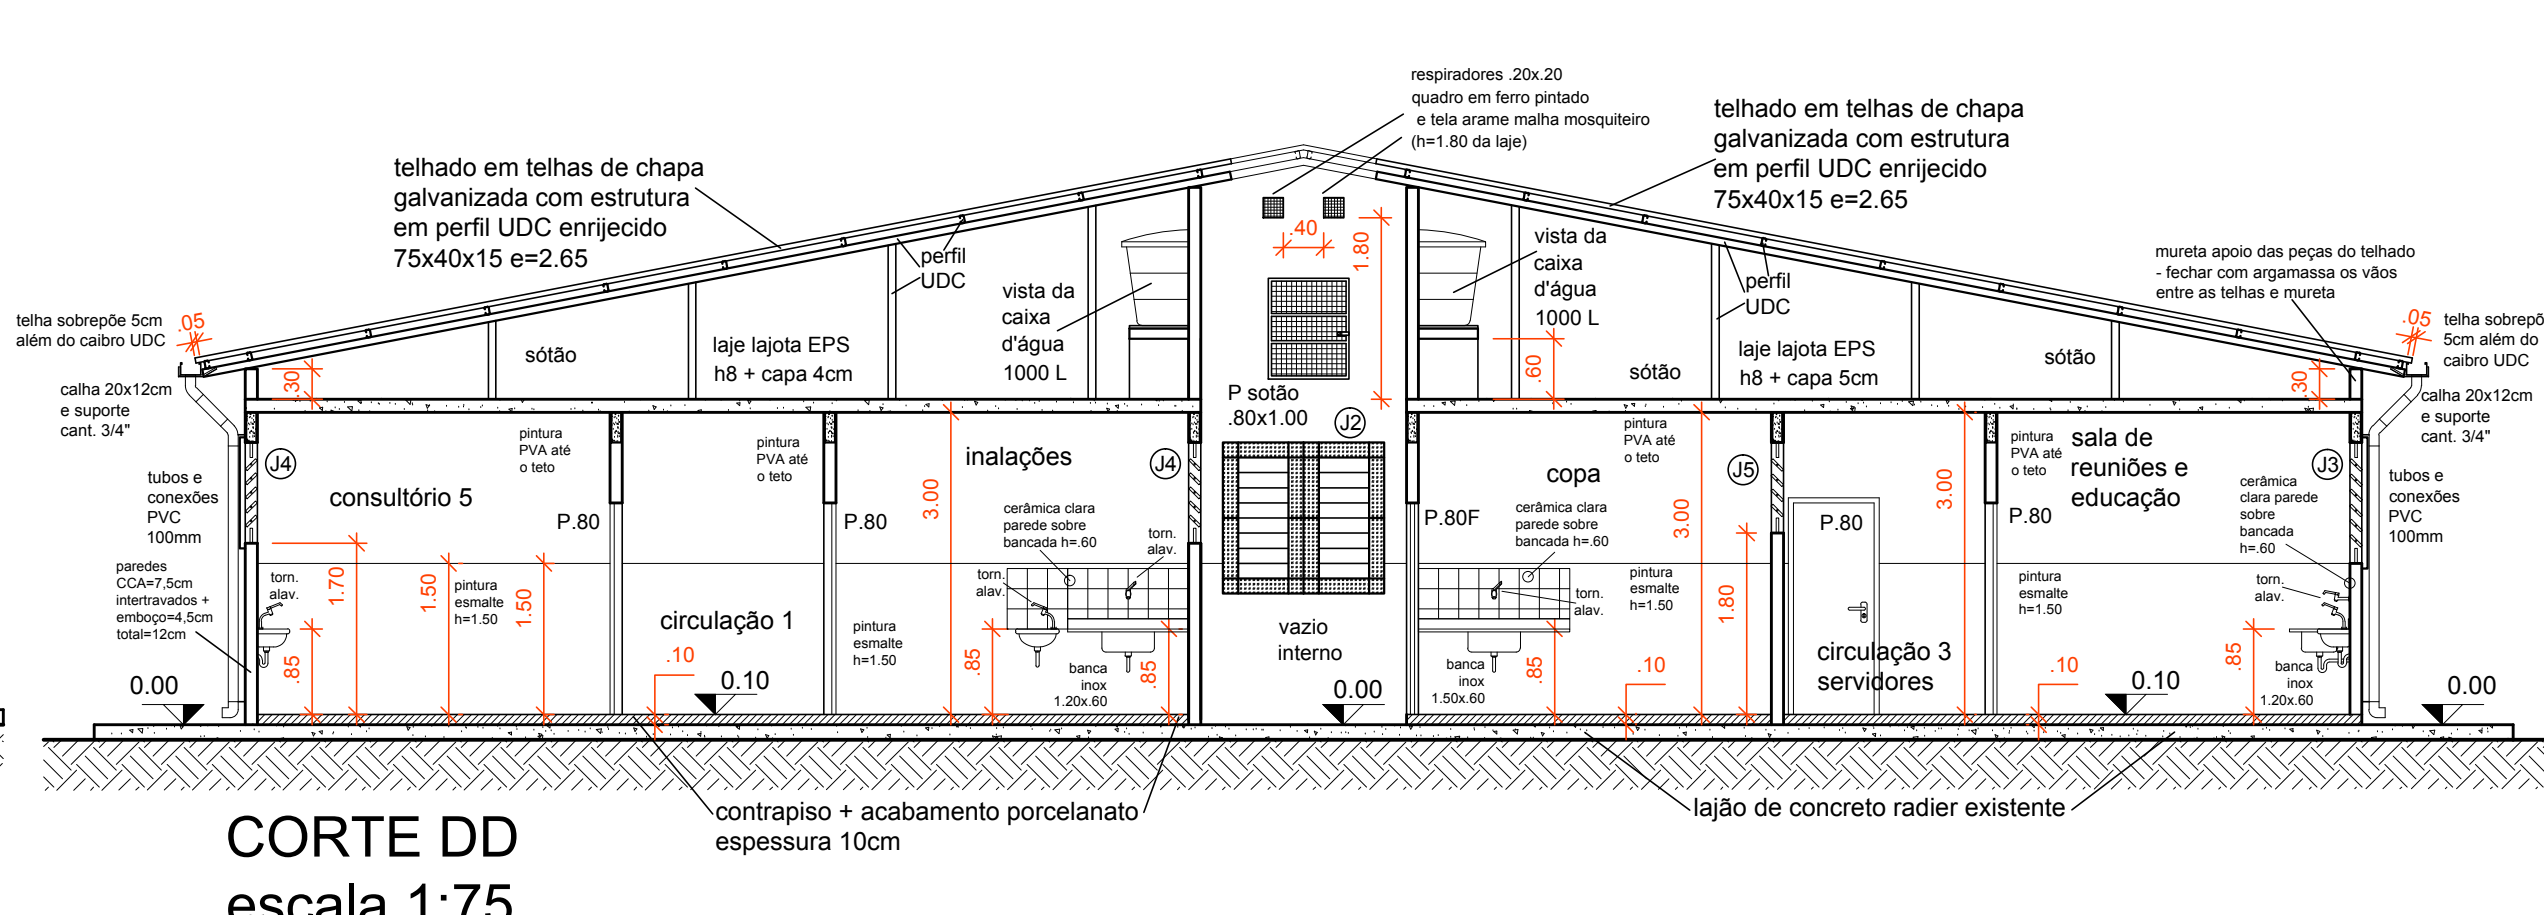 respiradores .20x.20
quadro em ferro pintado
e tela arame malha mosquiteiro
(h=1.80 da laje)
telhado em telhas de chapa
galvanizada com estrutura
em perfil UDC enrijecido
75x40x15 e=2.65
telhado em telhas de chapa
galvanizada com estrutura
em perfil UDC enrijecido
75x40x15 e=2.65
telha sobrepõe 5cm
além do caibro UDC
.05
calha 20x12cm
e suporte
cant. 3/4"
.30
sótão
laje lajota EPS
h8 + capa 4cm
perfil
UDC
vista da
caixa
d'água
1000 L
.40
1.80
P sotão
.80x1.00
J2
vista da
caixa
d'água
1000 L
.60
sótão
perfil
UDC
laje lajota EPS
h8 + capa 5cm
sótão
mureta apoio das peças do telhado
- fechar com argamassa os vãos
entre as telhas e mureta
.30
.05
telha sobrepõ
5cm além do
caibro UDC
calha 20x12cm
e suporte
cant. 3/4"
tubos e
conexões
PVC
100mm
paredes
CCA=7,5cm
intertravados +
emboço=4,5cm
total=12cm
0.00
J4
consultório 5
pintura
PVA até
o teto
P.80
torn.
alav.
.85
1.70
1.50
pintura
esmalte
h=1.50
1.50
pintura
PVA até
o teto
circulação 1
.10
0.10
P.80
pintura
esmalte
h=1.50
inalações
3.00
cerâmica clara
parede sobre
bancada h=.60
torn.
alav.
torn.
alav.
.85
banca
inox
1.20x.60
.85
J4
vazio
interno
0.00
P.80F
copa
cerâmica clara
parede sobre
bancada h=.60
torn.
alav.
banca
inox
1.50x.60
.85
pintura
PVA até
o teto
pintura
esmalte
h=1.50
.10
3.00
J5
1.80
P.80
circulação 3
servidores
3.00
P.80
pintura
PVA até
o teto
sala de
reuniões e
educação
pintura
esmalte
h=1.50
.10
0.10
J3
cerâmica
clara parede
sobre
bancada
h=.60
torn.
alav.
.85
banca
inox
1.20x.60
tubos e
conexões
PVC
100mm
0.00
contrapiso + acabamento porcelanato
espessura 10cm
lajão de concreto radier existente
CORTE DD
escala 1:75